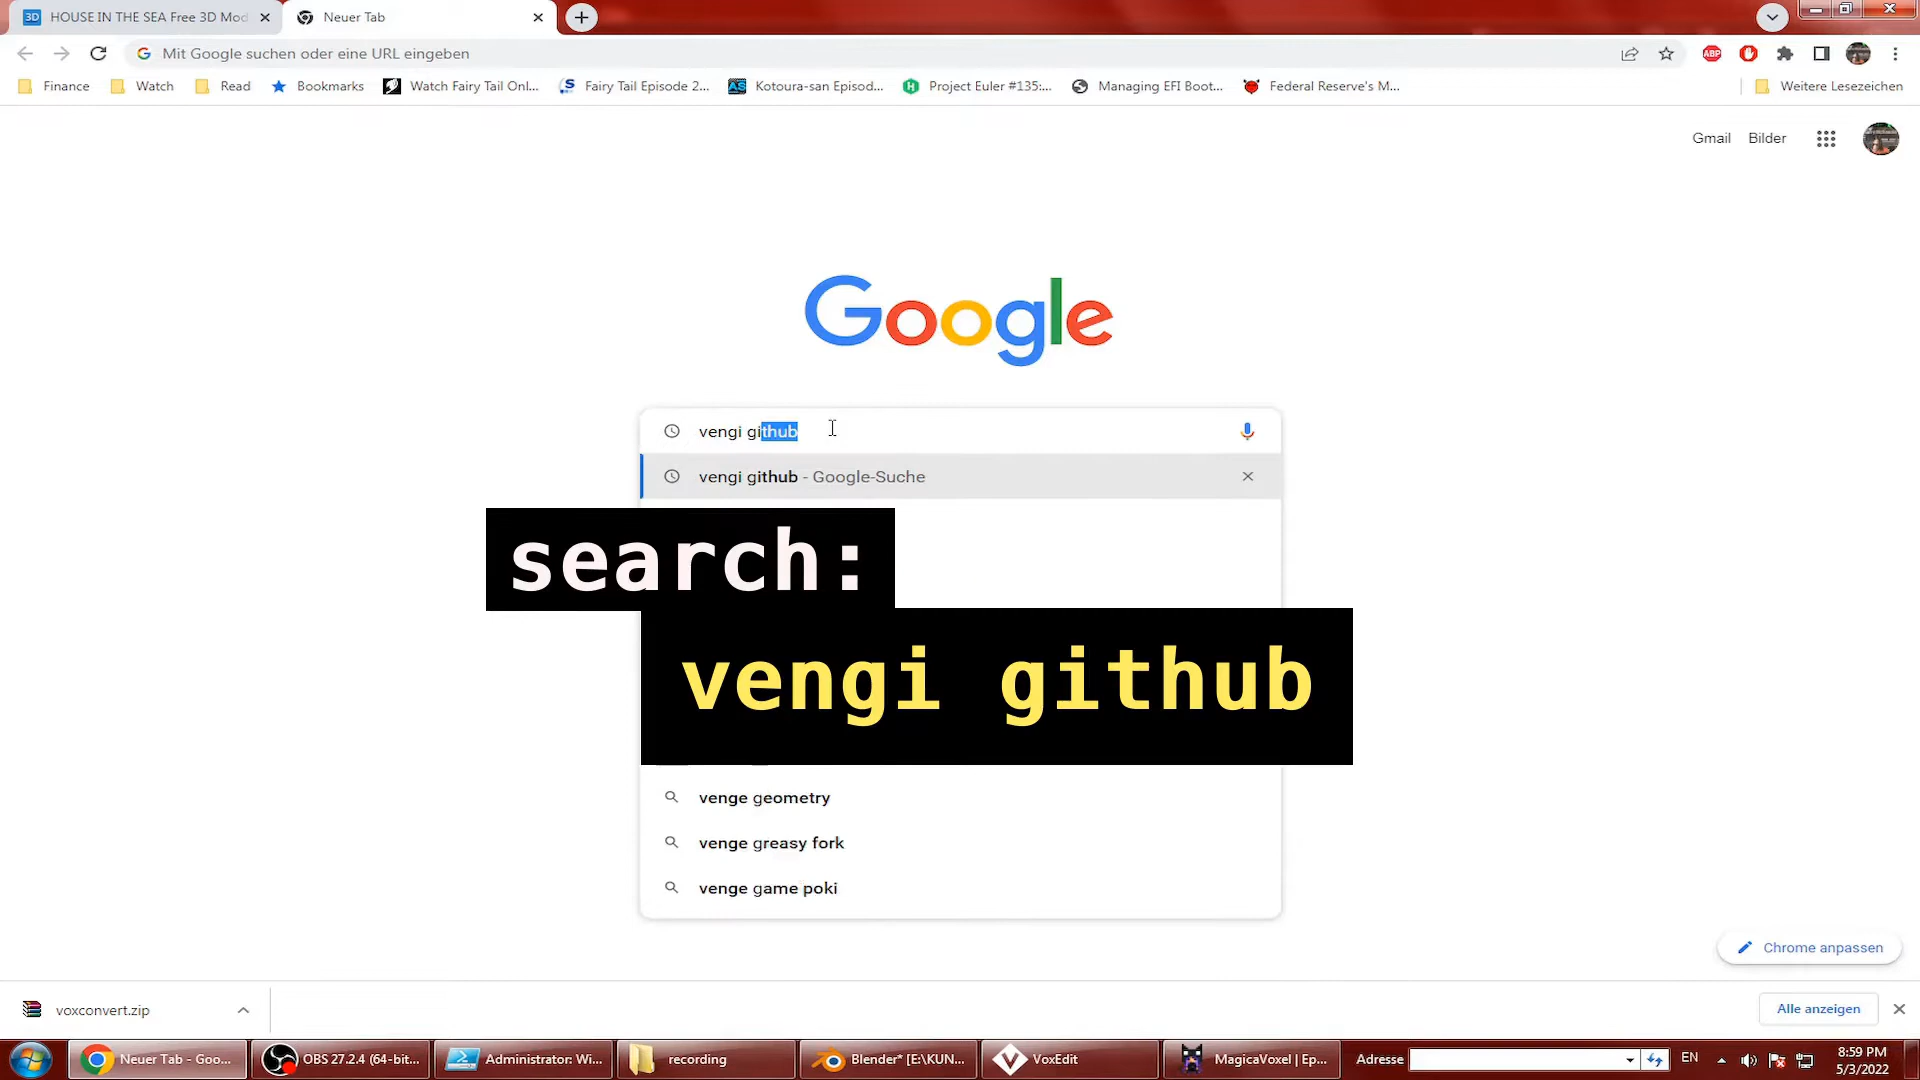 HOUSE IN THE SEA Free 3D Mod
Neuer Tab
Mit Google suchen oder eine URL eingeben
ABP
Finance
Watch
Read
Bookmarks
Watch Fairy Tail Onl...
Fairy Tail Episode 2...
Kotoura-san Episod...
Project Euler #135:...
Managing EFI Boot...
Federal Reserve's M...
Weitere Lesezeichen
Gmail
Bilder
Google
vengi github
vengi github - Google-Suche
search:
vengi github
venge geometry
venge greasy fork
venge game poki
Chrome anpassen
voxconvert.zip
Alle anzeigen
Neuer Tab - Goo...
OBS 27.2.4 (64-bit...
Administrator: Wi...
recording
Blender* [E:\KUN...
VoxEdit
MagicaVoxel | Ep...
Adresse
EN
8:59 PM
5/3/2022